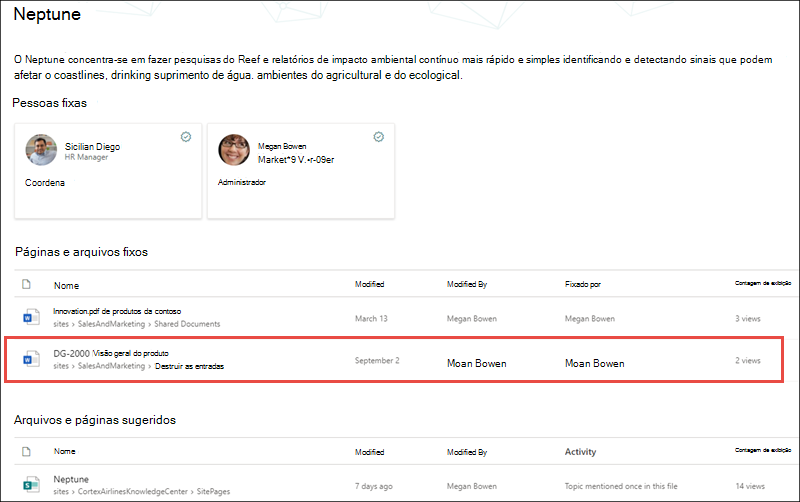 Neptune
O Neptune concentra-se em fazer pesquisas do Reef e relatórios de impacto ambiental contínuo mais rápido e simples identificando e detectando sinais que podem
afetar o coastlines, drinking suprimento de água. ambientes do agricultural e do ecological.
Pessoas fixas
Sicilian Diego
HR Manager
Coordena
Megan Bowen
Market*9 V.•r-09er
Administrador
Páginas e arquivos fixos
Nome Modified Modified By Fixado por Contagem de exibição
Innovation.pdf de produtos da contoso
sites › SalesAndMarketing › Shared Documents
March 13 Megan Bowen Megan Bowen 3 views
DG-2000 Visão geral do produto
sites › SalesAndMarketing › Destruir as entradas
September 2 Moan Bowen Moan Bowen 2 views
Arquivos e páginas sugeridos
Nome Modified Modified By Activity Contagem de exibição
Neptune
sites › CortexAirlinesKnowledgeCenter › SitePages
7 days ago Megan Bowen Topic mentioned once in this file 14 views